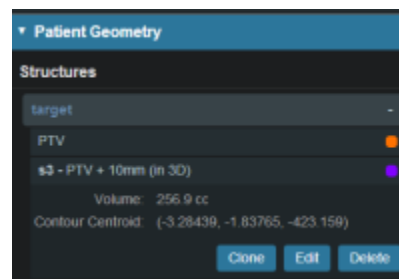 Patient Geometry
Structures
target -
PTV
s3 - PTV + 10mm (in 3D)
Volume: 256.9 cc
Contour Centroid: (-3.28439, -1.83765, -423.159)
Clone Edit Delete